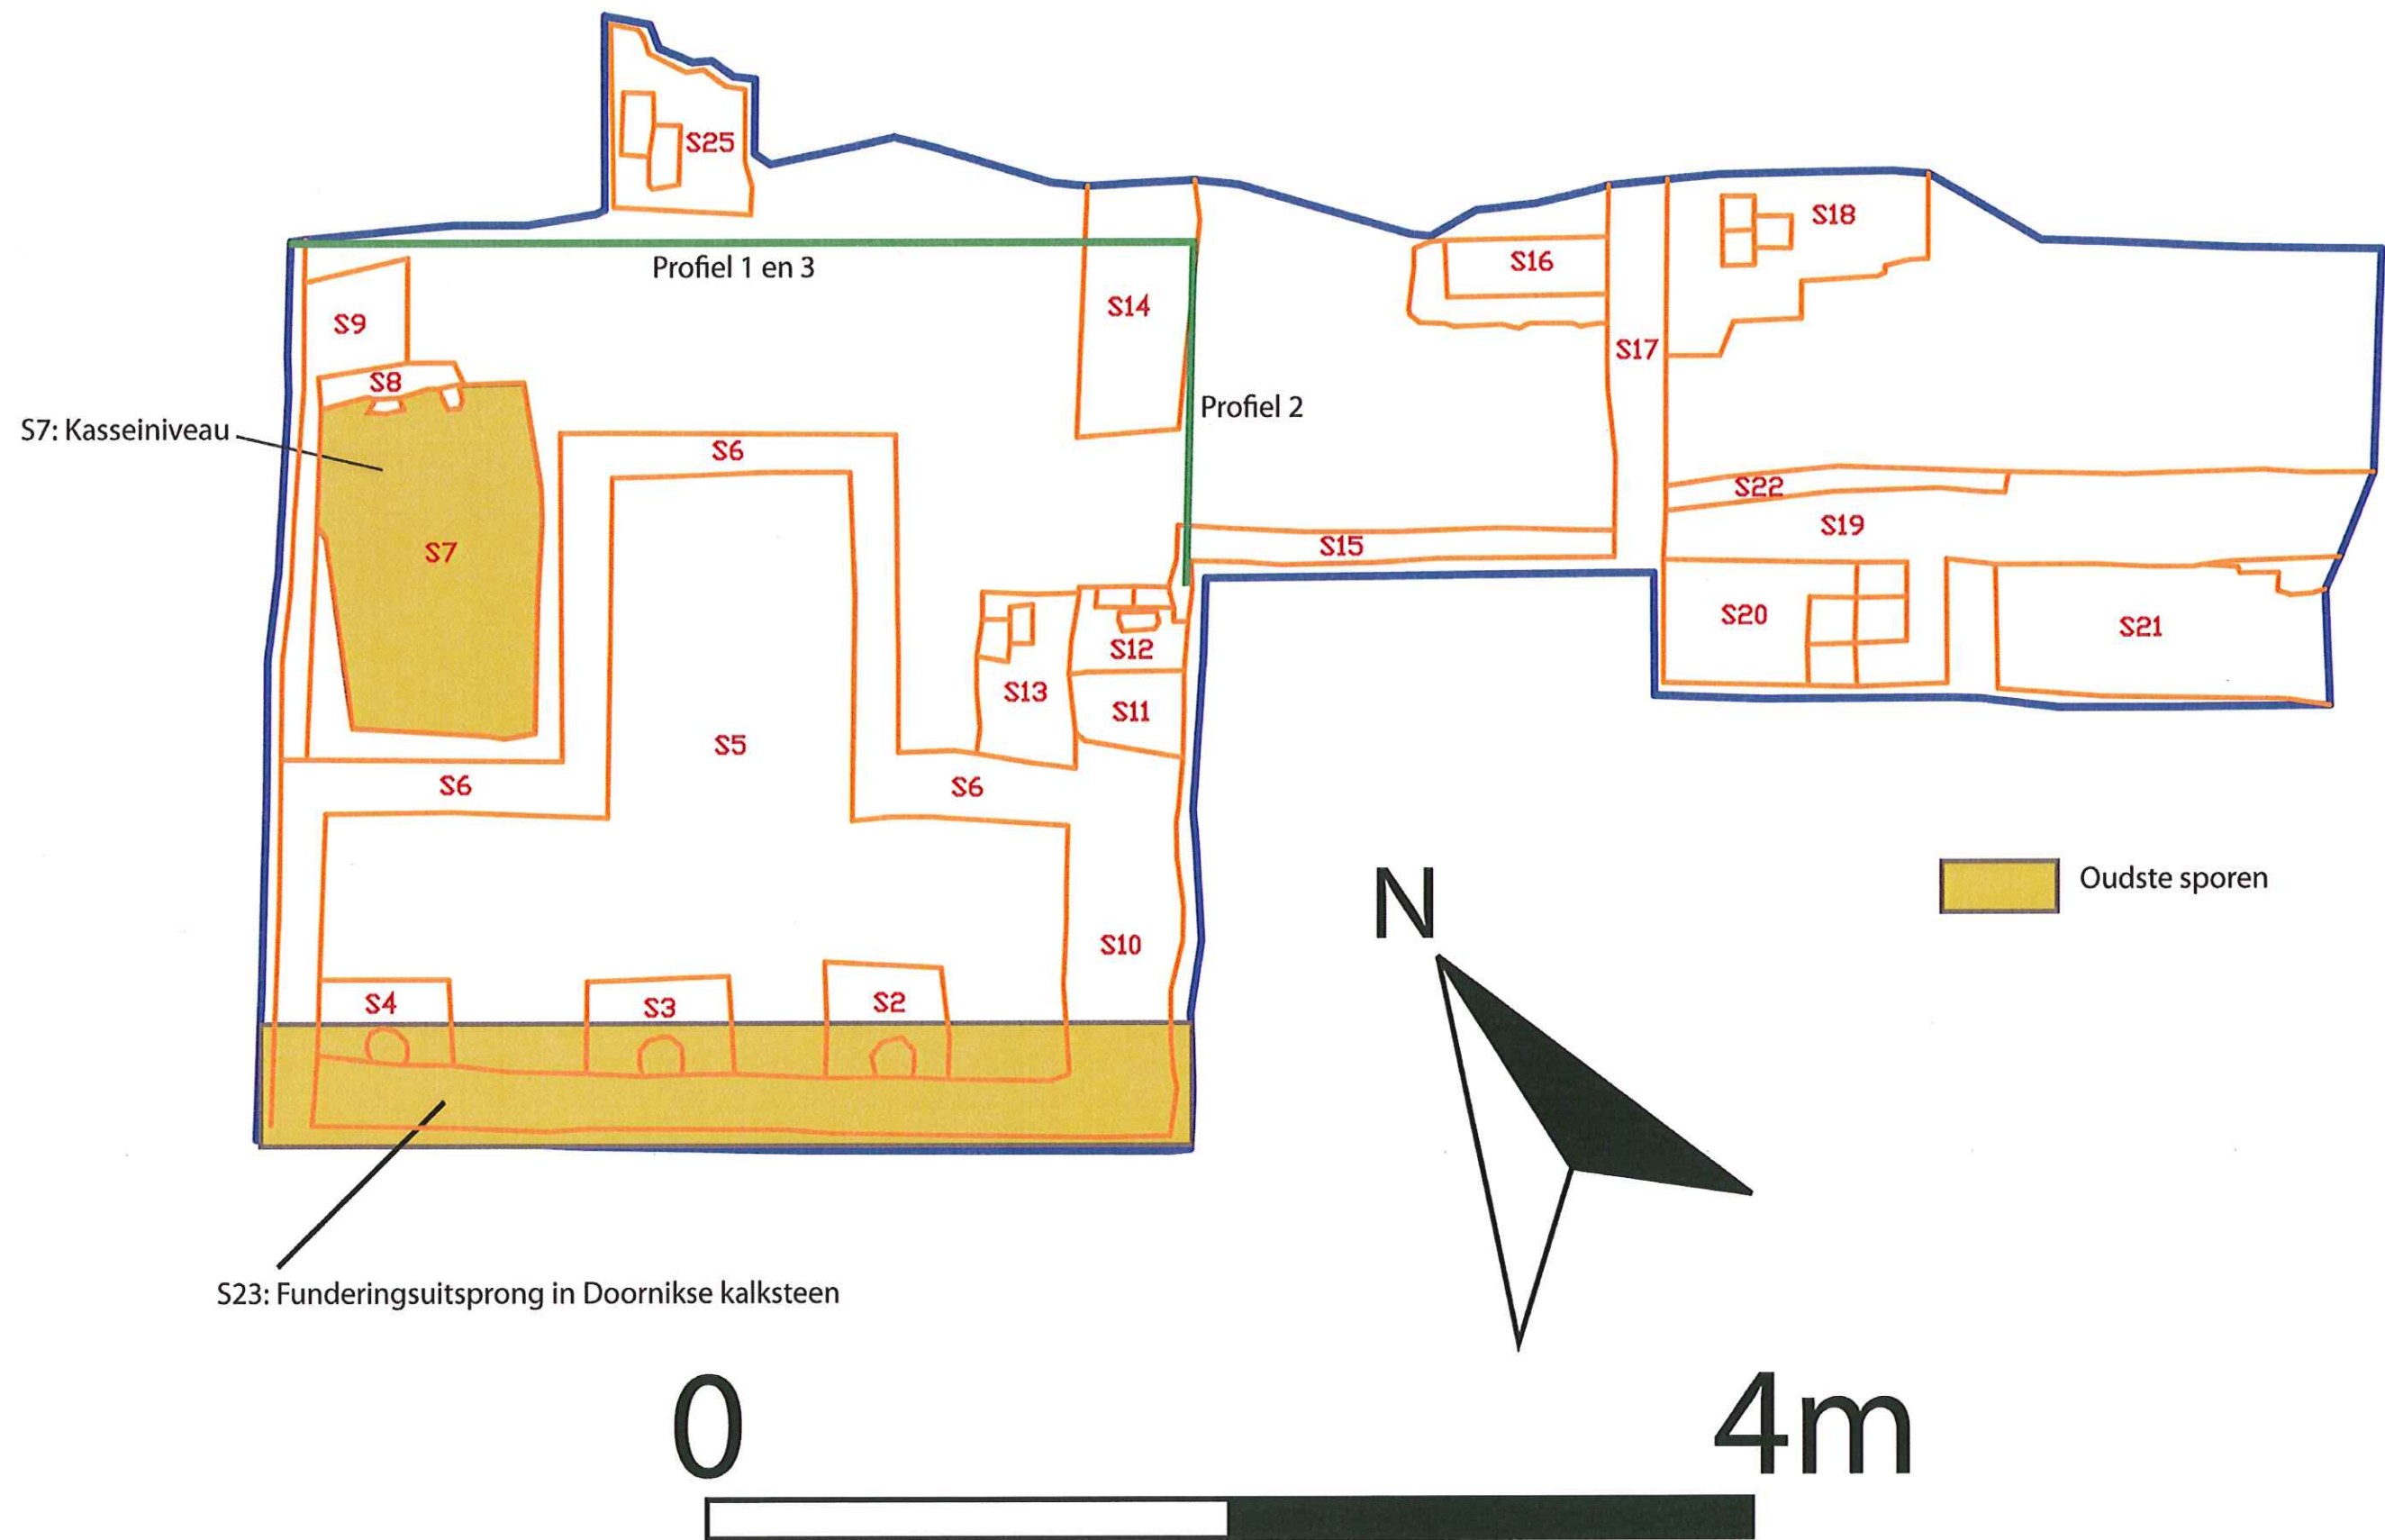 S25
S18
Profiel 1 en 3
S16
S14
S9
S17
S8
Profiel 2
S7: Kasseiniveau
S6
S22
S19
S7
S15
S20
S21
S12
S13
S11
S5
S6
S6
Oudste sporen
N
S10
S4
S3
S2
S23: Funderingsuitsprong in Doornikse kalksteen
0
4m